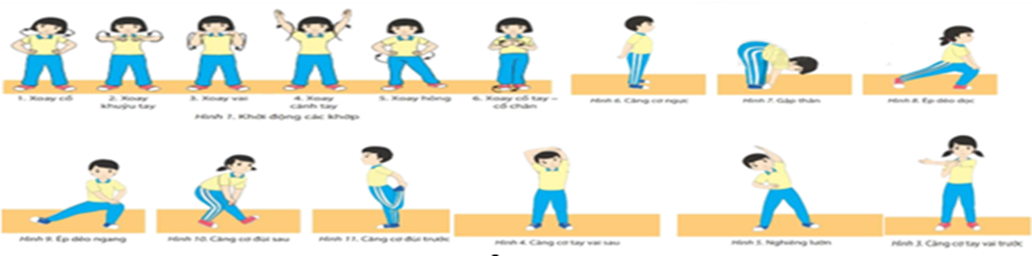 1. Xoay cổ
2. Xoay khuỷu tay
3. Xoay vai
4. Xoay cánh tay
5. Xoay hông
6. Xoay cổ tay – cổ chân
Hình 1. Khởi động các khớp
Hình 6. Căng cơ ngực
Hình 7. Gập thân
Hình 8. Ép dẻo dọc
Hình 9. Ép dẻo ngang
Hình 10. Căng cơ đùi sau
Hình 11. Căng cơ đùi trước
Hình 4. Căng cơ tay vai sau
Hình 5. Nghiêng lườn
Hình 3. Căng cơ tay vai trước